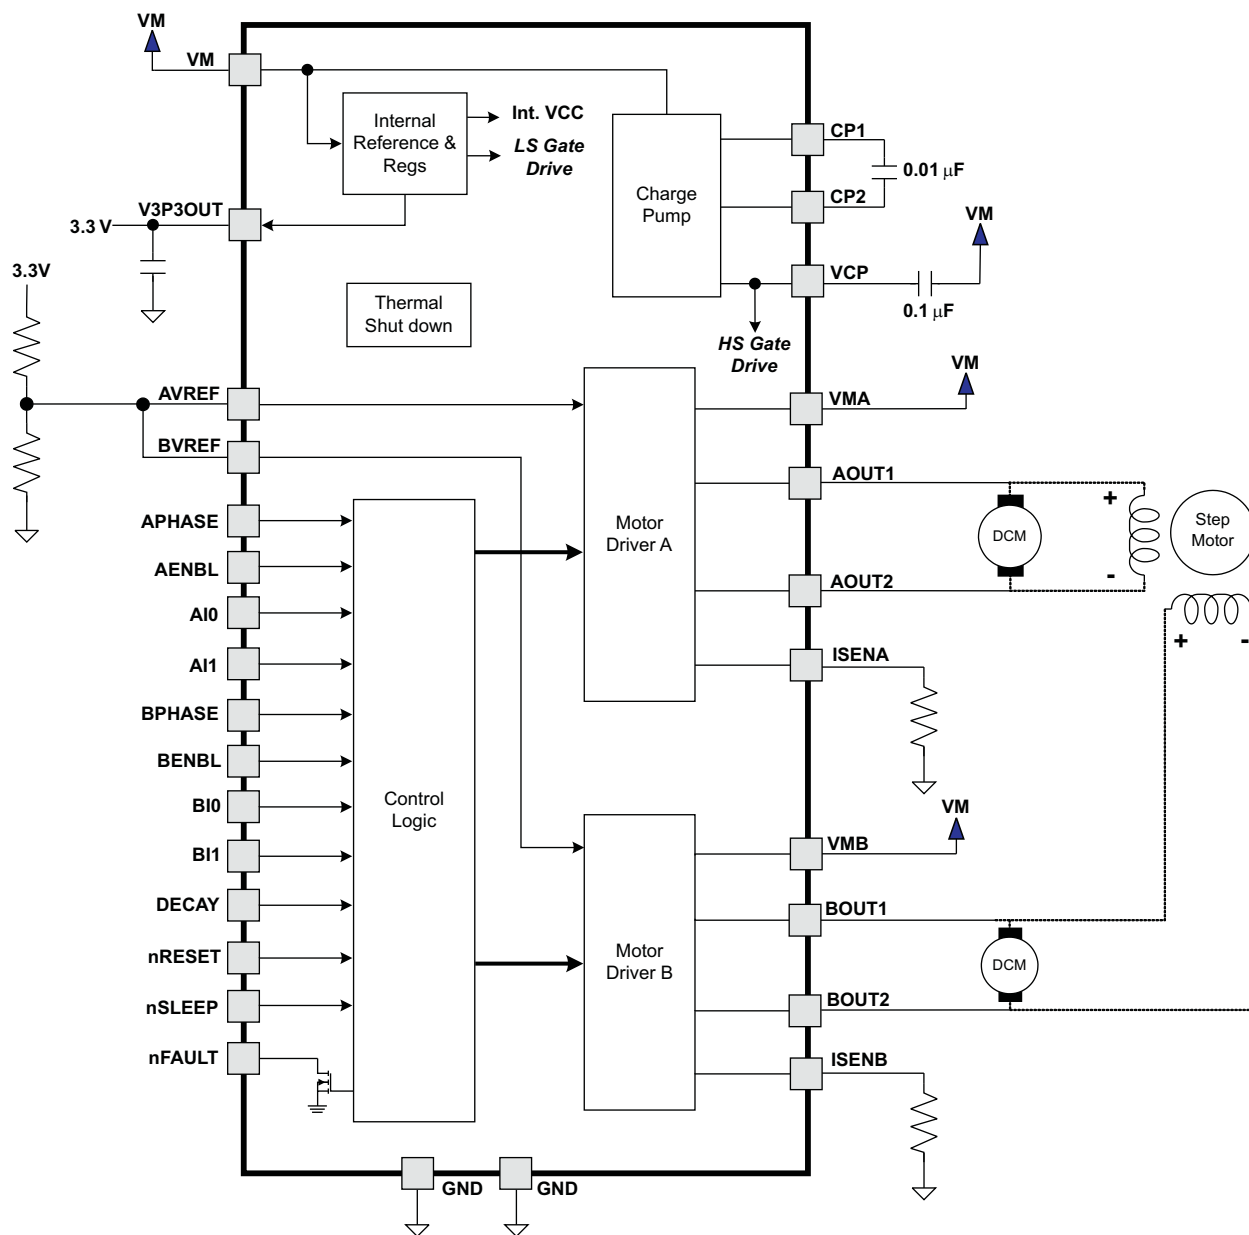 VM
VM
Internal
Reference &
Regs
Int. VCC
LS Gate
Drive
Charge
Pump
CP1
0.01 µF
CP2
V3P3OUT
3.3 V
3.3V
VM
VCP
0.1 µF
HS Gate
Drive
Thermal
Shut down
AVREF
BVREF
APHASE
AENBL
AI0
AI1
BPHASE
BENBL
BI0
BI1
DECAY
nRESET
nSLEEP
nFAULT
Control
Logic
Motor
Driver A
VM
VMA
AOUT1
+
DCM
Step
Motor
-
AOUT2
+ -
ISENA
Motor
Driver B
VM
VMB
BOUT1
DCM
BOUT2
ISENB
GND
GND